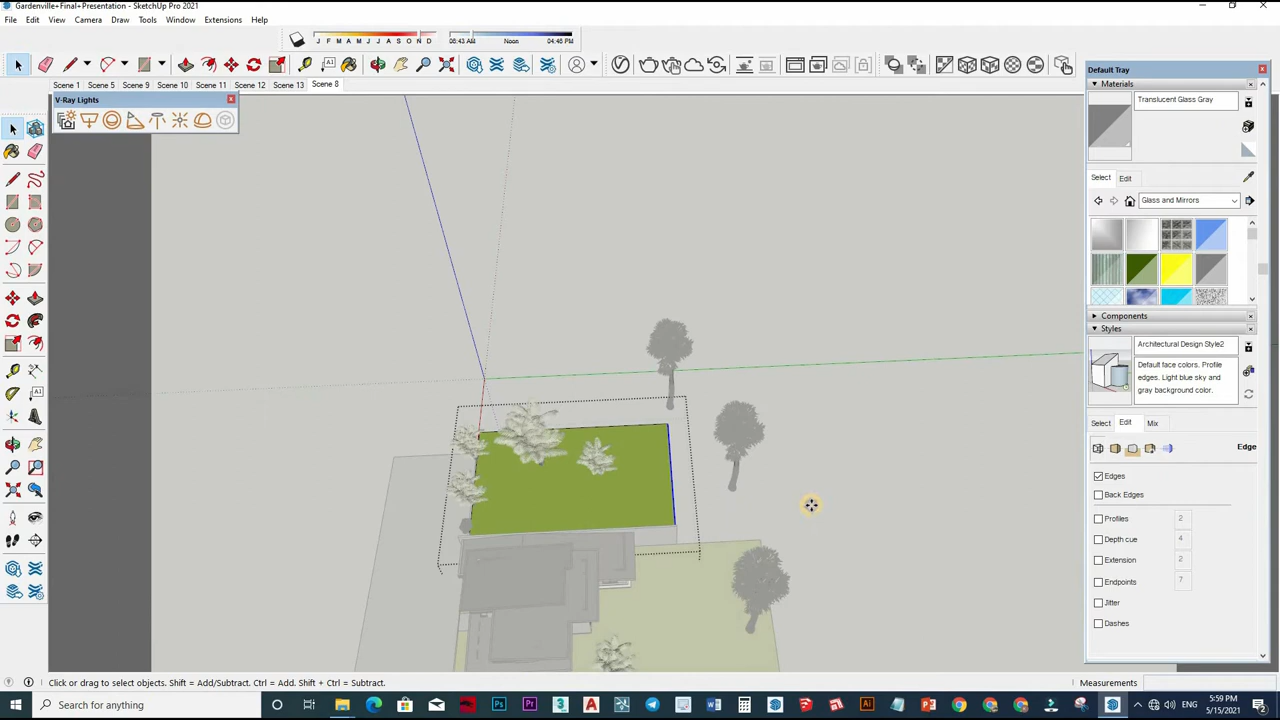 Gardenville+Final+Presentation - SketchUp Pro 2021
File Edit View Camera Draw Tools Window Extensions Help
J F M A M J J A S O N D 06:43 AM Noon 04:46 PM
Scene 1 Scene 5 Scene 9 Scene 10 Scene 11 Scene 12 Scene 13 Scene 8
V-Ray Lights
Default Tray
Materials
Translucent Glass Gray
Select Edit
Glass and Mirrors
Components
Styles
Architectural Design Style2
Default face colors. Profile
edges. Light blue sky and
gray background color.
Select Edit Mix
Edge
Edges
Back Edges
Profiles 2
Depth cue 4
Extension 2
Endpoints 7
Jitter
Dashes
Click or drag to select objects. Shift = Add/Subtract. Ctrl = Add. Shift + Ctrl = Subtract.
Measurements
Type here to search
5:59 PM
5/15/2021